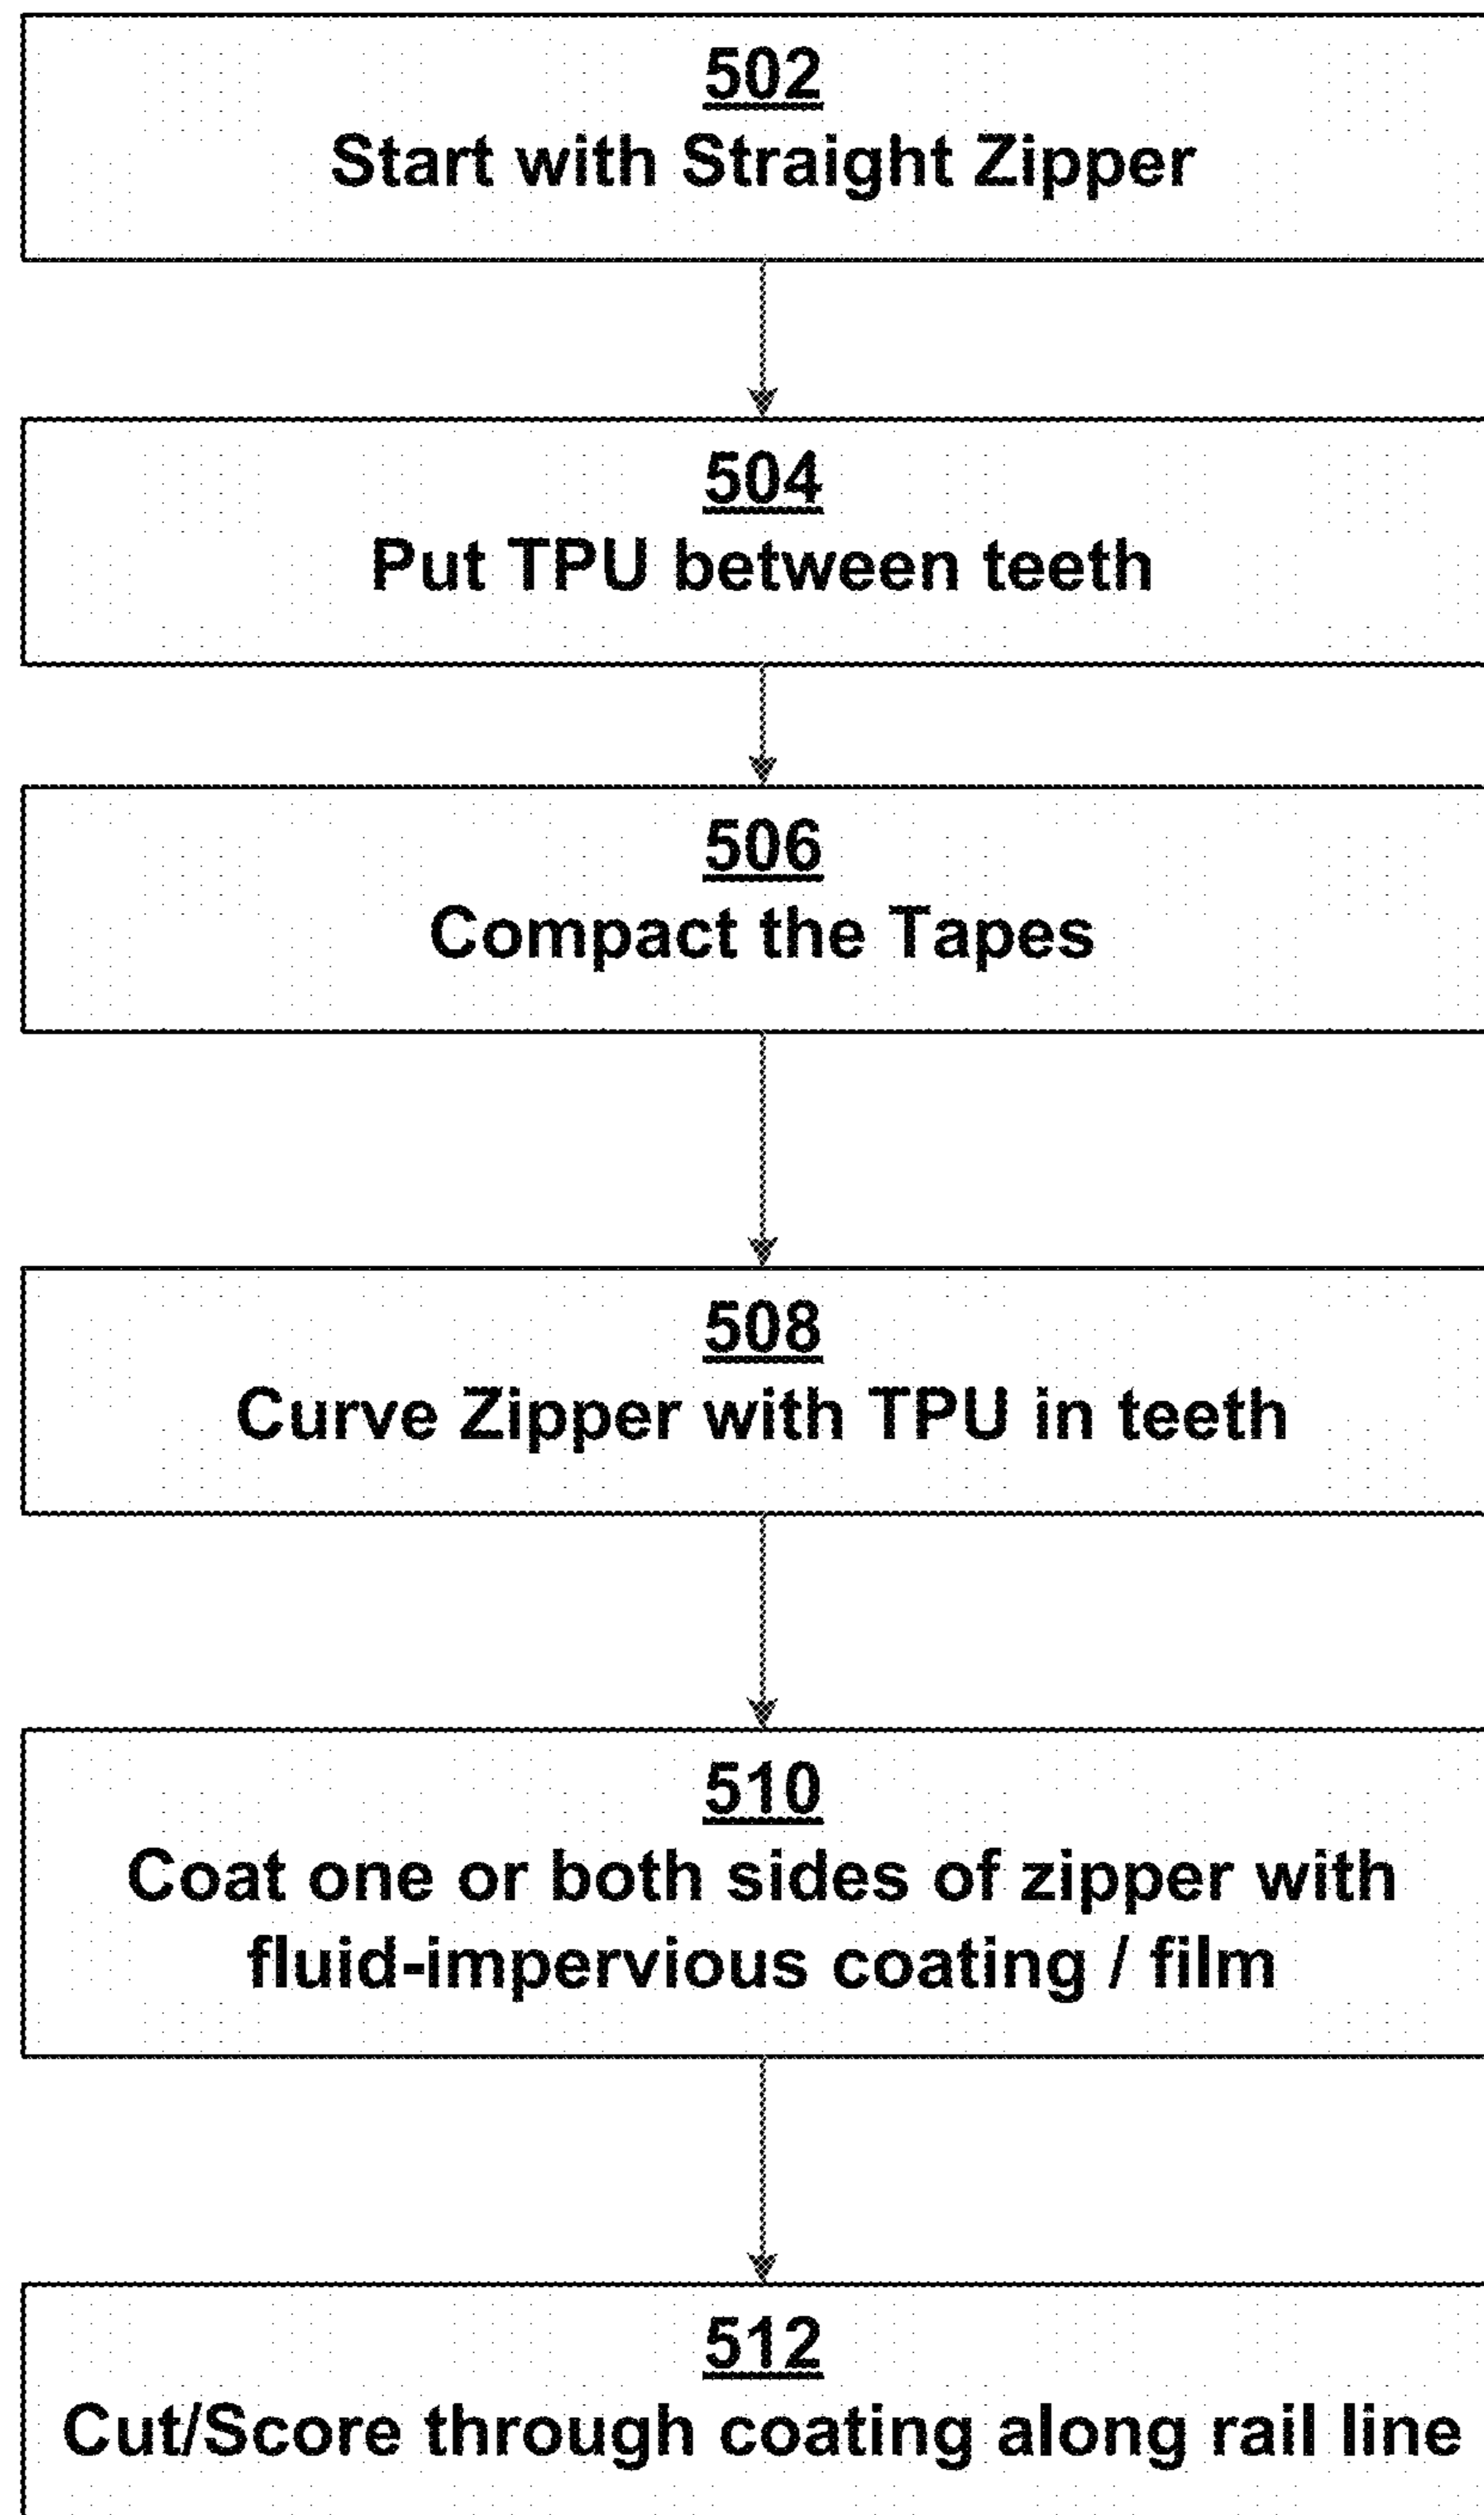 502
Start with Straight Zipper
504
Put TPU between teeth
506
Compact the Tapes
508
Curve Zipper with TPU in teeth
510
Coat one or both sides of zipper with
fluid-impervious coating / film
512
Cut/Score through coating along rail line